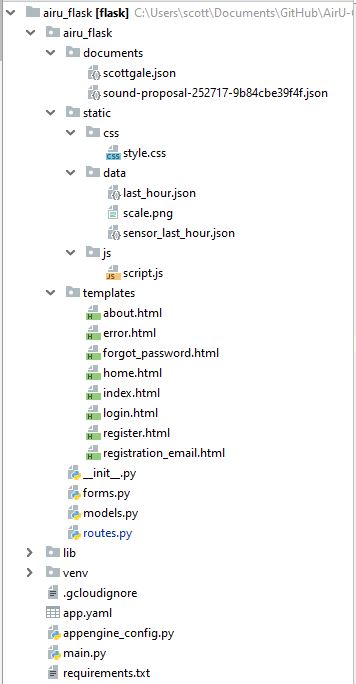 airu_flask [flask] C:\Users\scott\Documents\GitHub\AirU-
airu_flask
documents
scottgale.json
sound-proposal-252717-9b84cbe39f4f.json
static
css
style.css
data
last_hour.json
scale.png
sensor_last_hour.json
js
script.js
templates
about.html
error.html
forgot_password.html
home.html
index.html
login.html
register.html
registration_email.html
__init__.py
forms.py
models.py
routes.py
lib
venv
.gcloudignore
app.yaml
appengine_config.py
main.py
requirements.txt